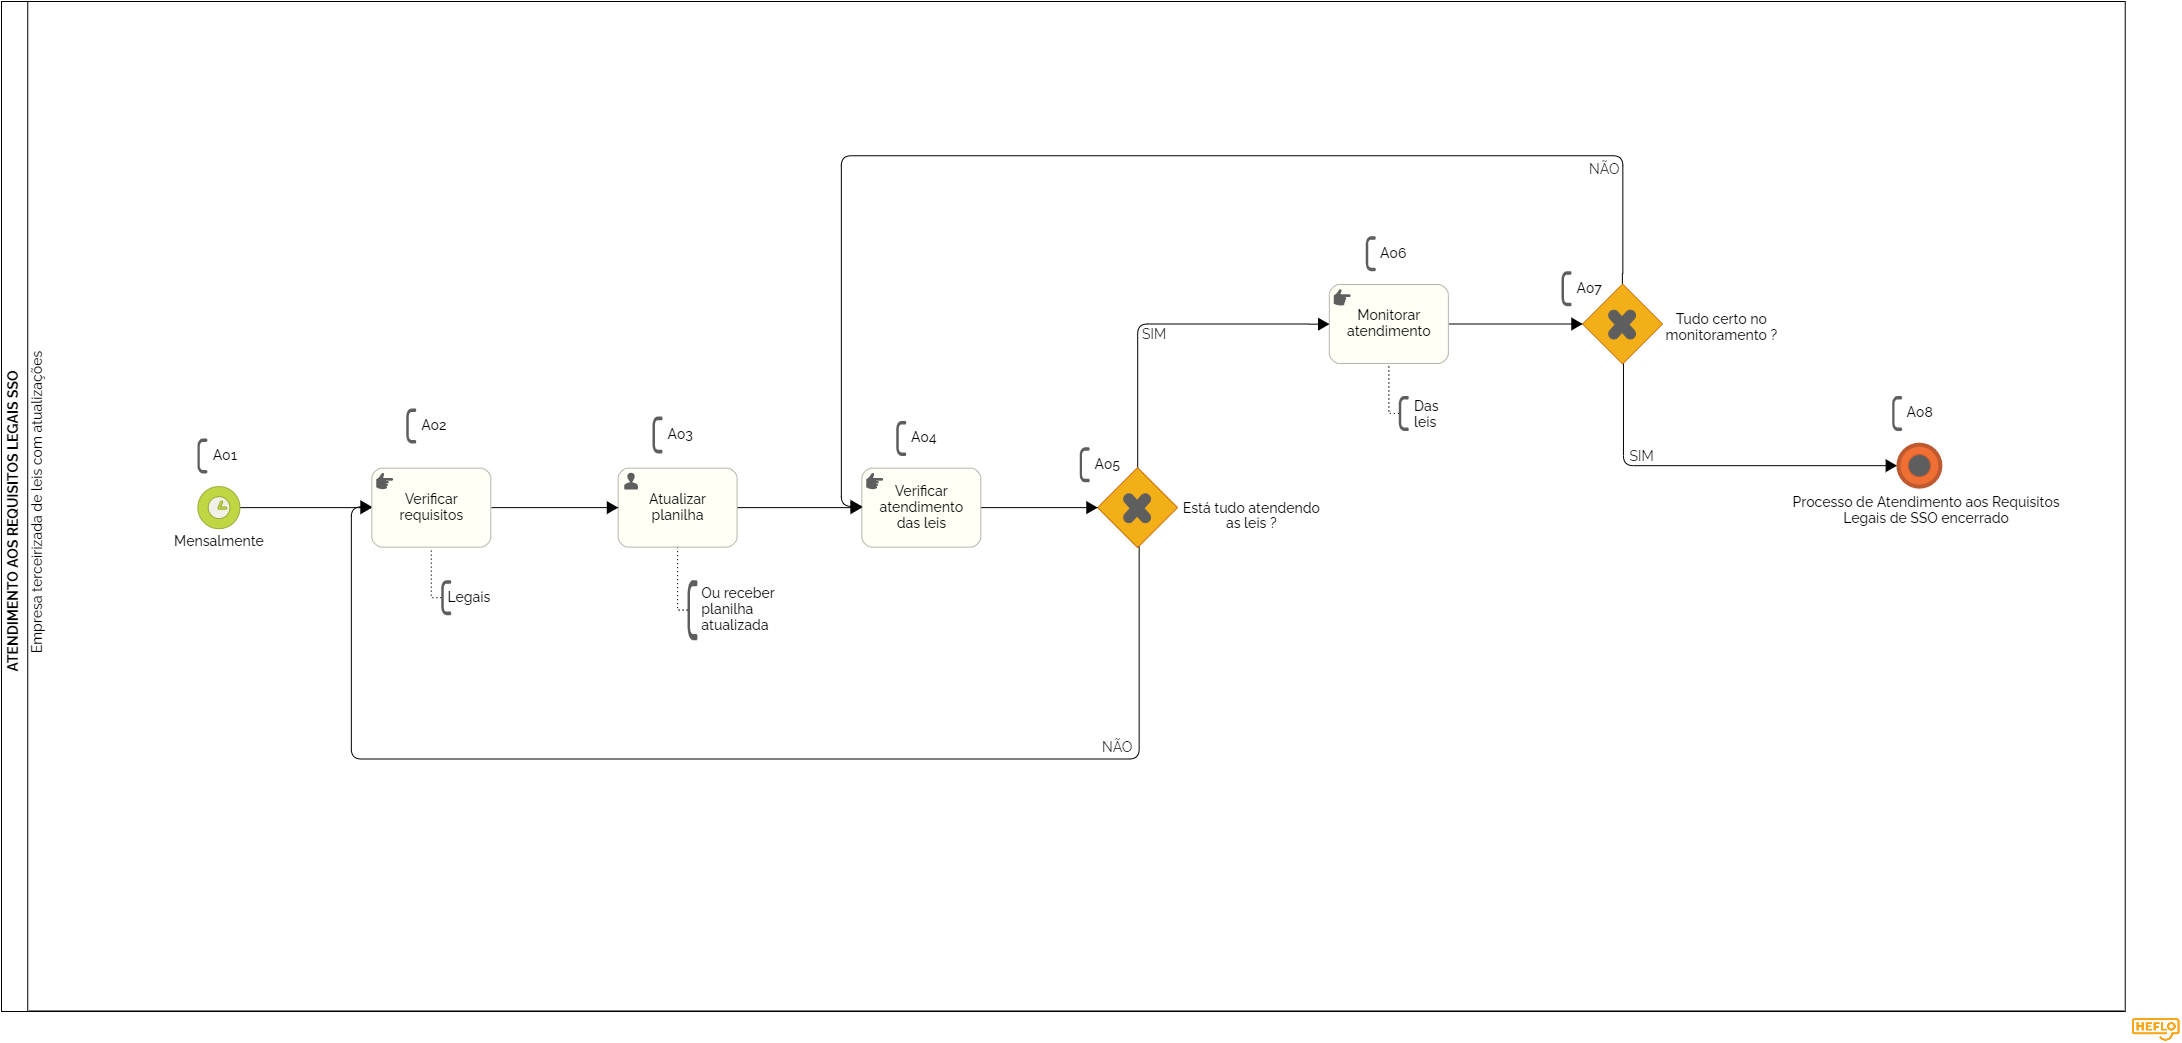 ATENDIMENTO AOS REQUISITOS LEGAIS SSO
Empresa terceirizada de leis com atualizações
A01
Mensalmente
A02
Verificar
requisitos
Legais
A03
Atualizar
planilha
Ou receber
planilha
atualizada
A04
Verificar
atendimento
das leis
A05
Está tudo atendendo
as leis ?
NÃO
SIM
A06
Monitorar
atendimento
Das
leis
A07
Tudo certo no
monitoramento ?
NÃO
SIM
A08
Processo de Atendimento aos Requisitos
Legais de SSO encerrado
HEFLO